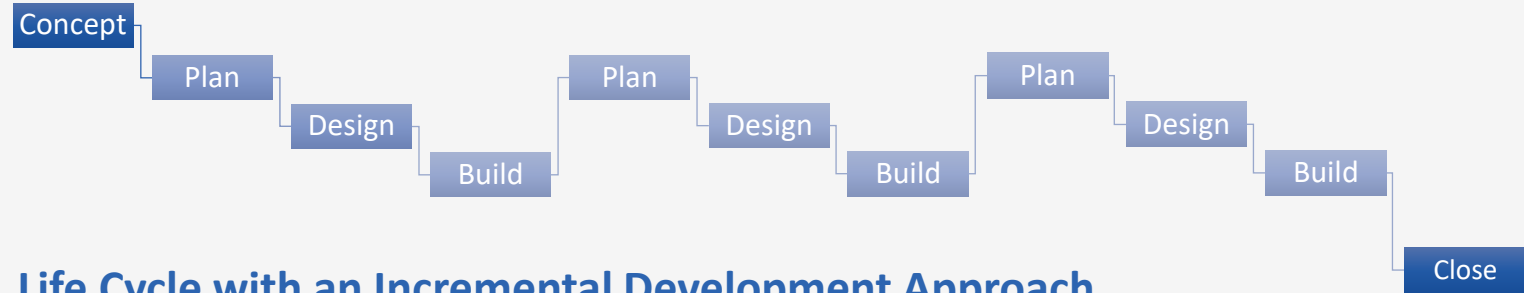 Concept
Plan
Design
Build
Plan
Design
Build
Plan
Design
Build
Close
Life Cycle with an Incremental Development Approach